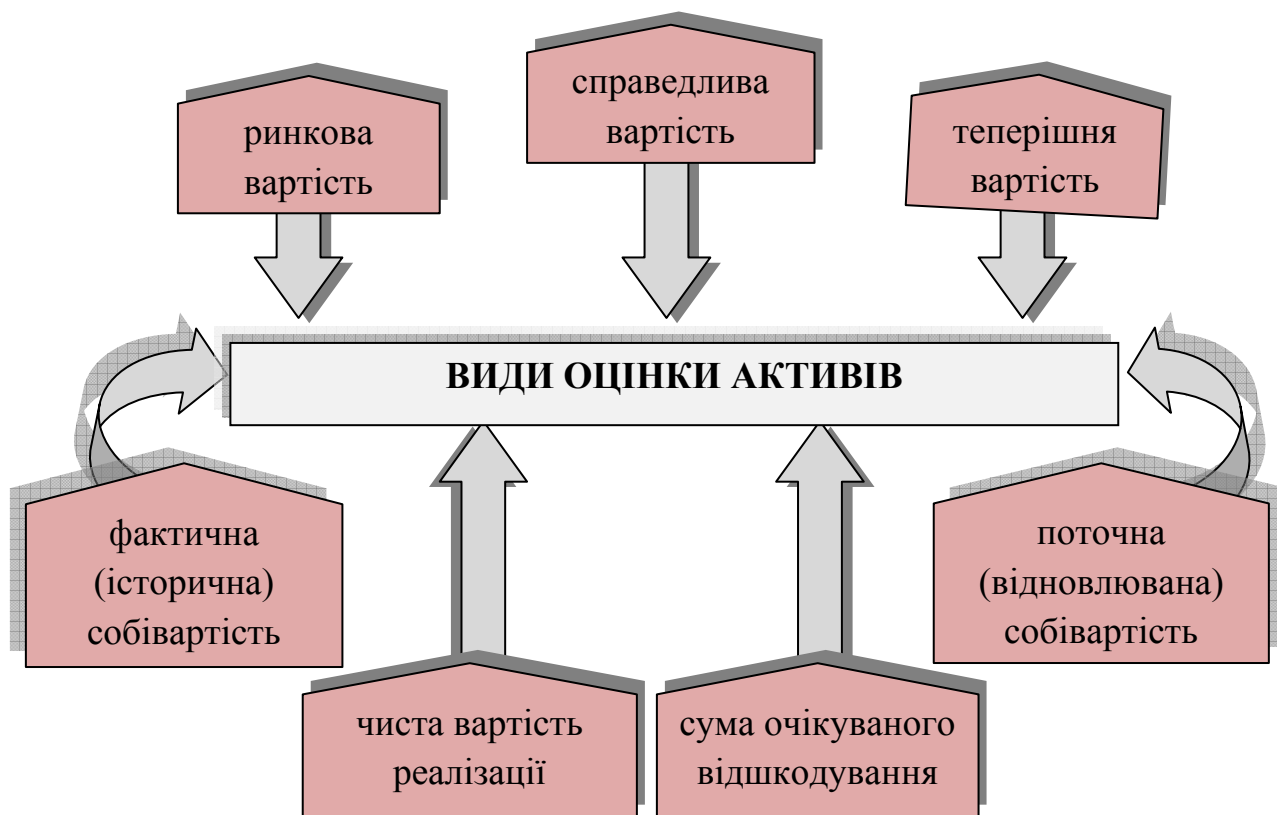 ринкова
вартість
справедлива
вартість
теперішня
вартість
ВИДИ ОЦІНКИ АКТИВІВ
фактична
(історична)
собівартість
поточна
(відновлювана)
собівартість
чиста вартість
реалізації
сума очікуваного
відшкодування